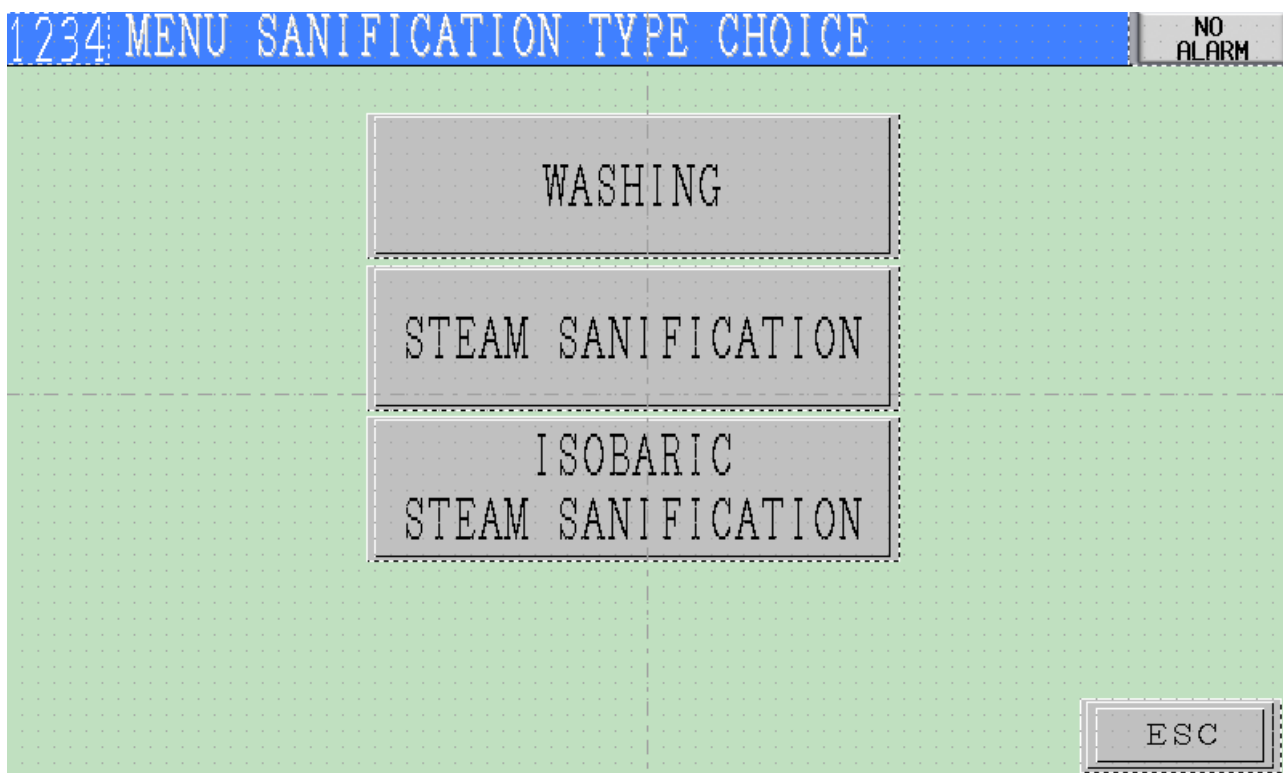 1234 MENU SANIFICATION TYPE CHOICE
NO
ALARM
WASHING
STEAM SANIFICATION
ISOBARIC
STEAM SANIFICATION
ESC